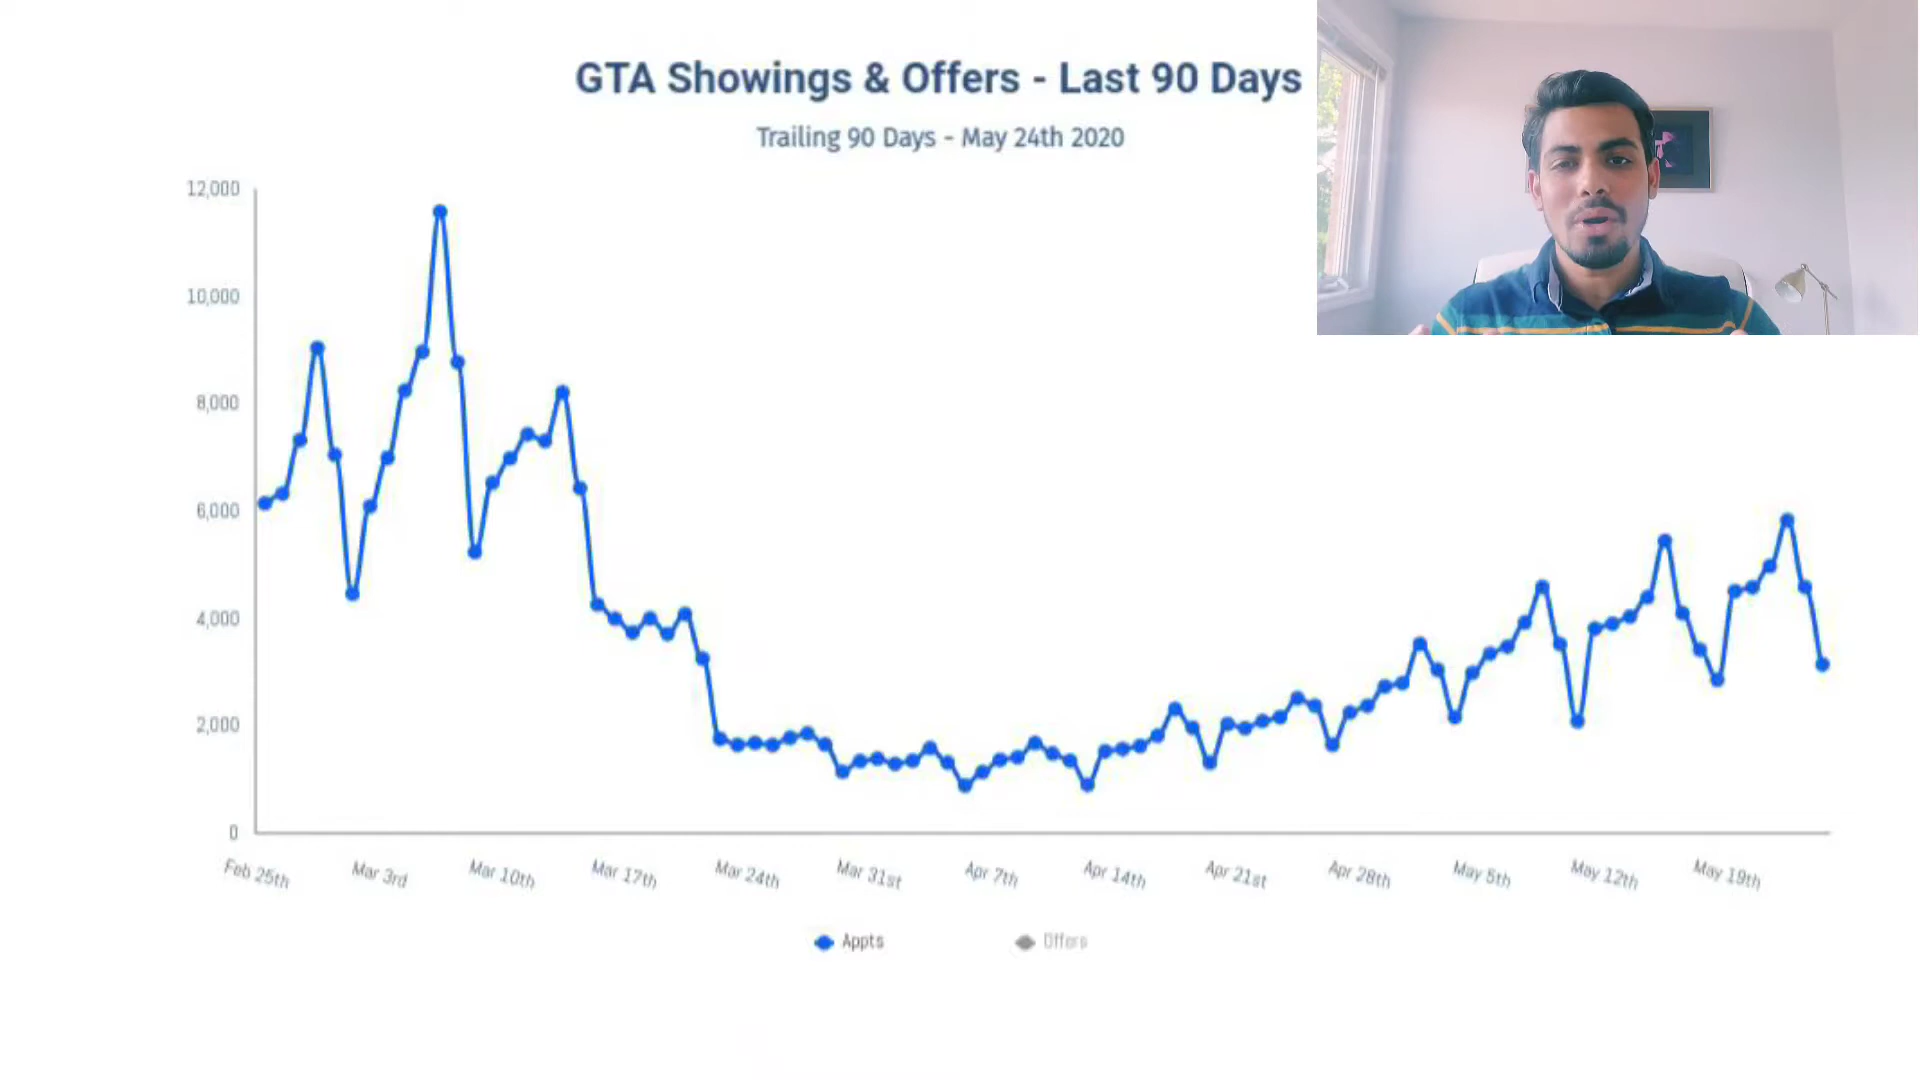 GTA Showings & Offers - Last 90 Days
Trailing 90 Days - May 24th 2020
12,000
10,000
8,000
6,000
4,000
2,000
0
Feb 25th Mar 3rd Mar 10th Mar 17th Mar 24th Mar 31st Apr 7th Apr 14th Apr 21st Apr 28th May 5th May 12th May 19th
Appts Offers